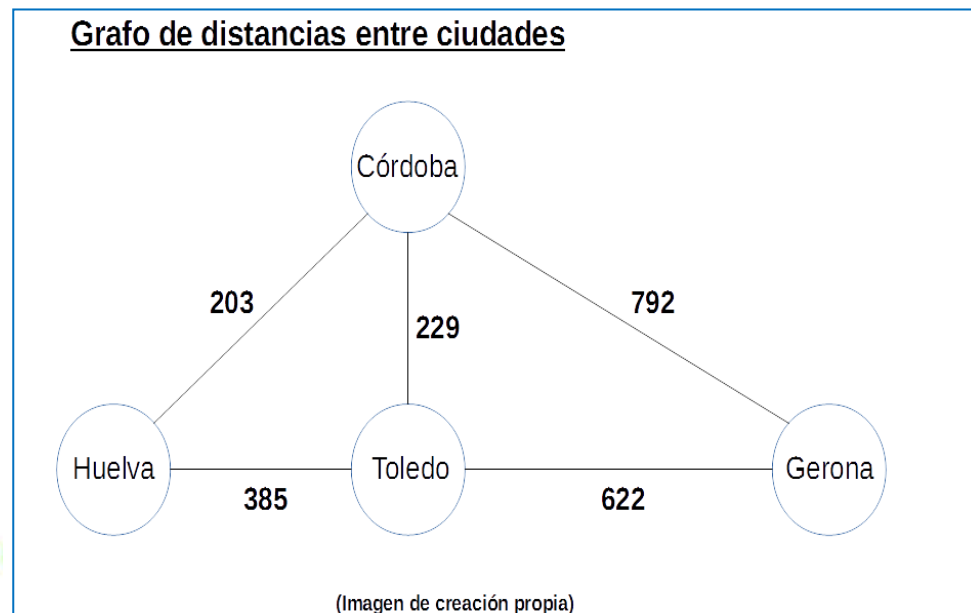 Grafo de distancias entre ciudades
Córdoba
203
792
229
Huelva
Toledo
Gerona
385
622
(Imagen de creación propia)